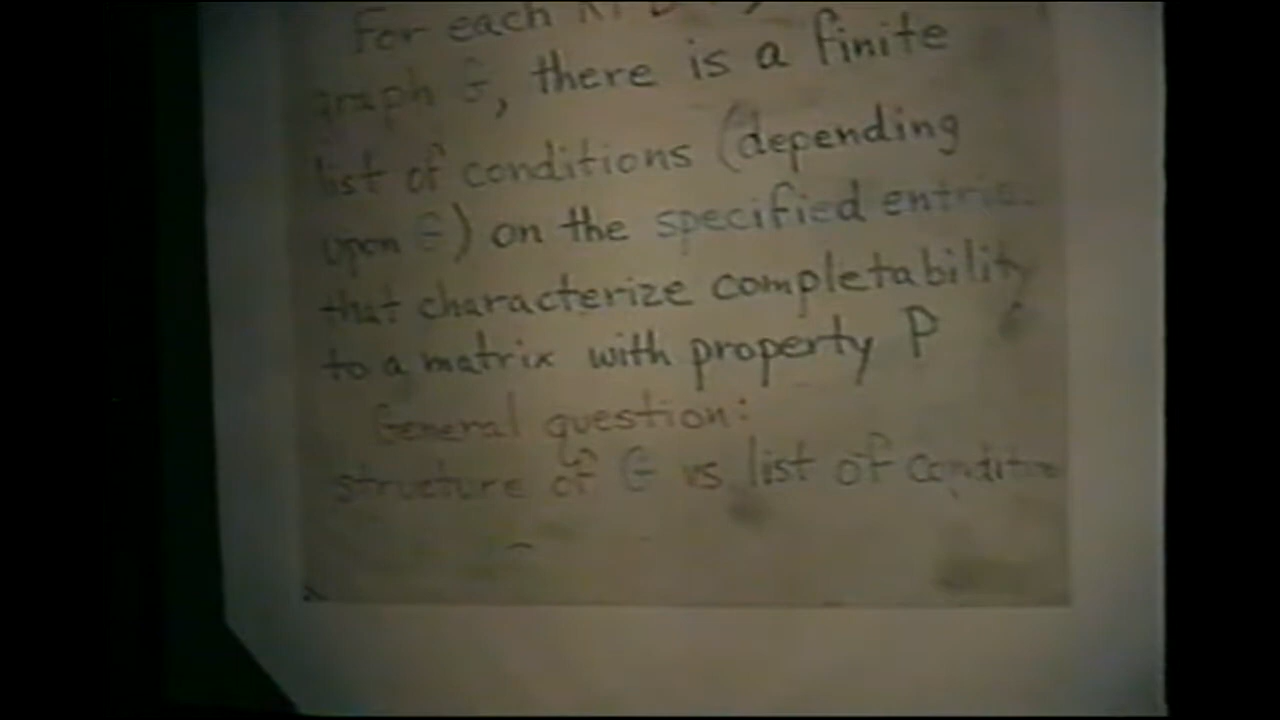 For each
graph G, there is a finite
list of conditions (depending
upon G) on the specified entries
that characterize completability
to a matrix with property P
General question:
structure of G vs list of